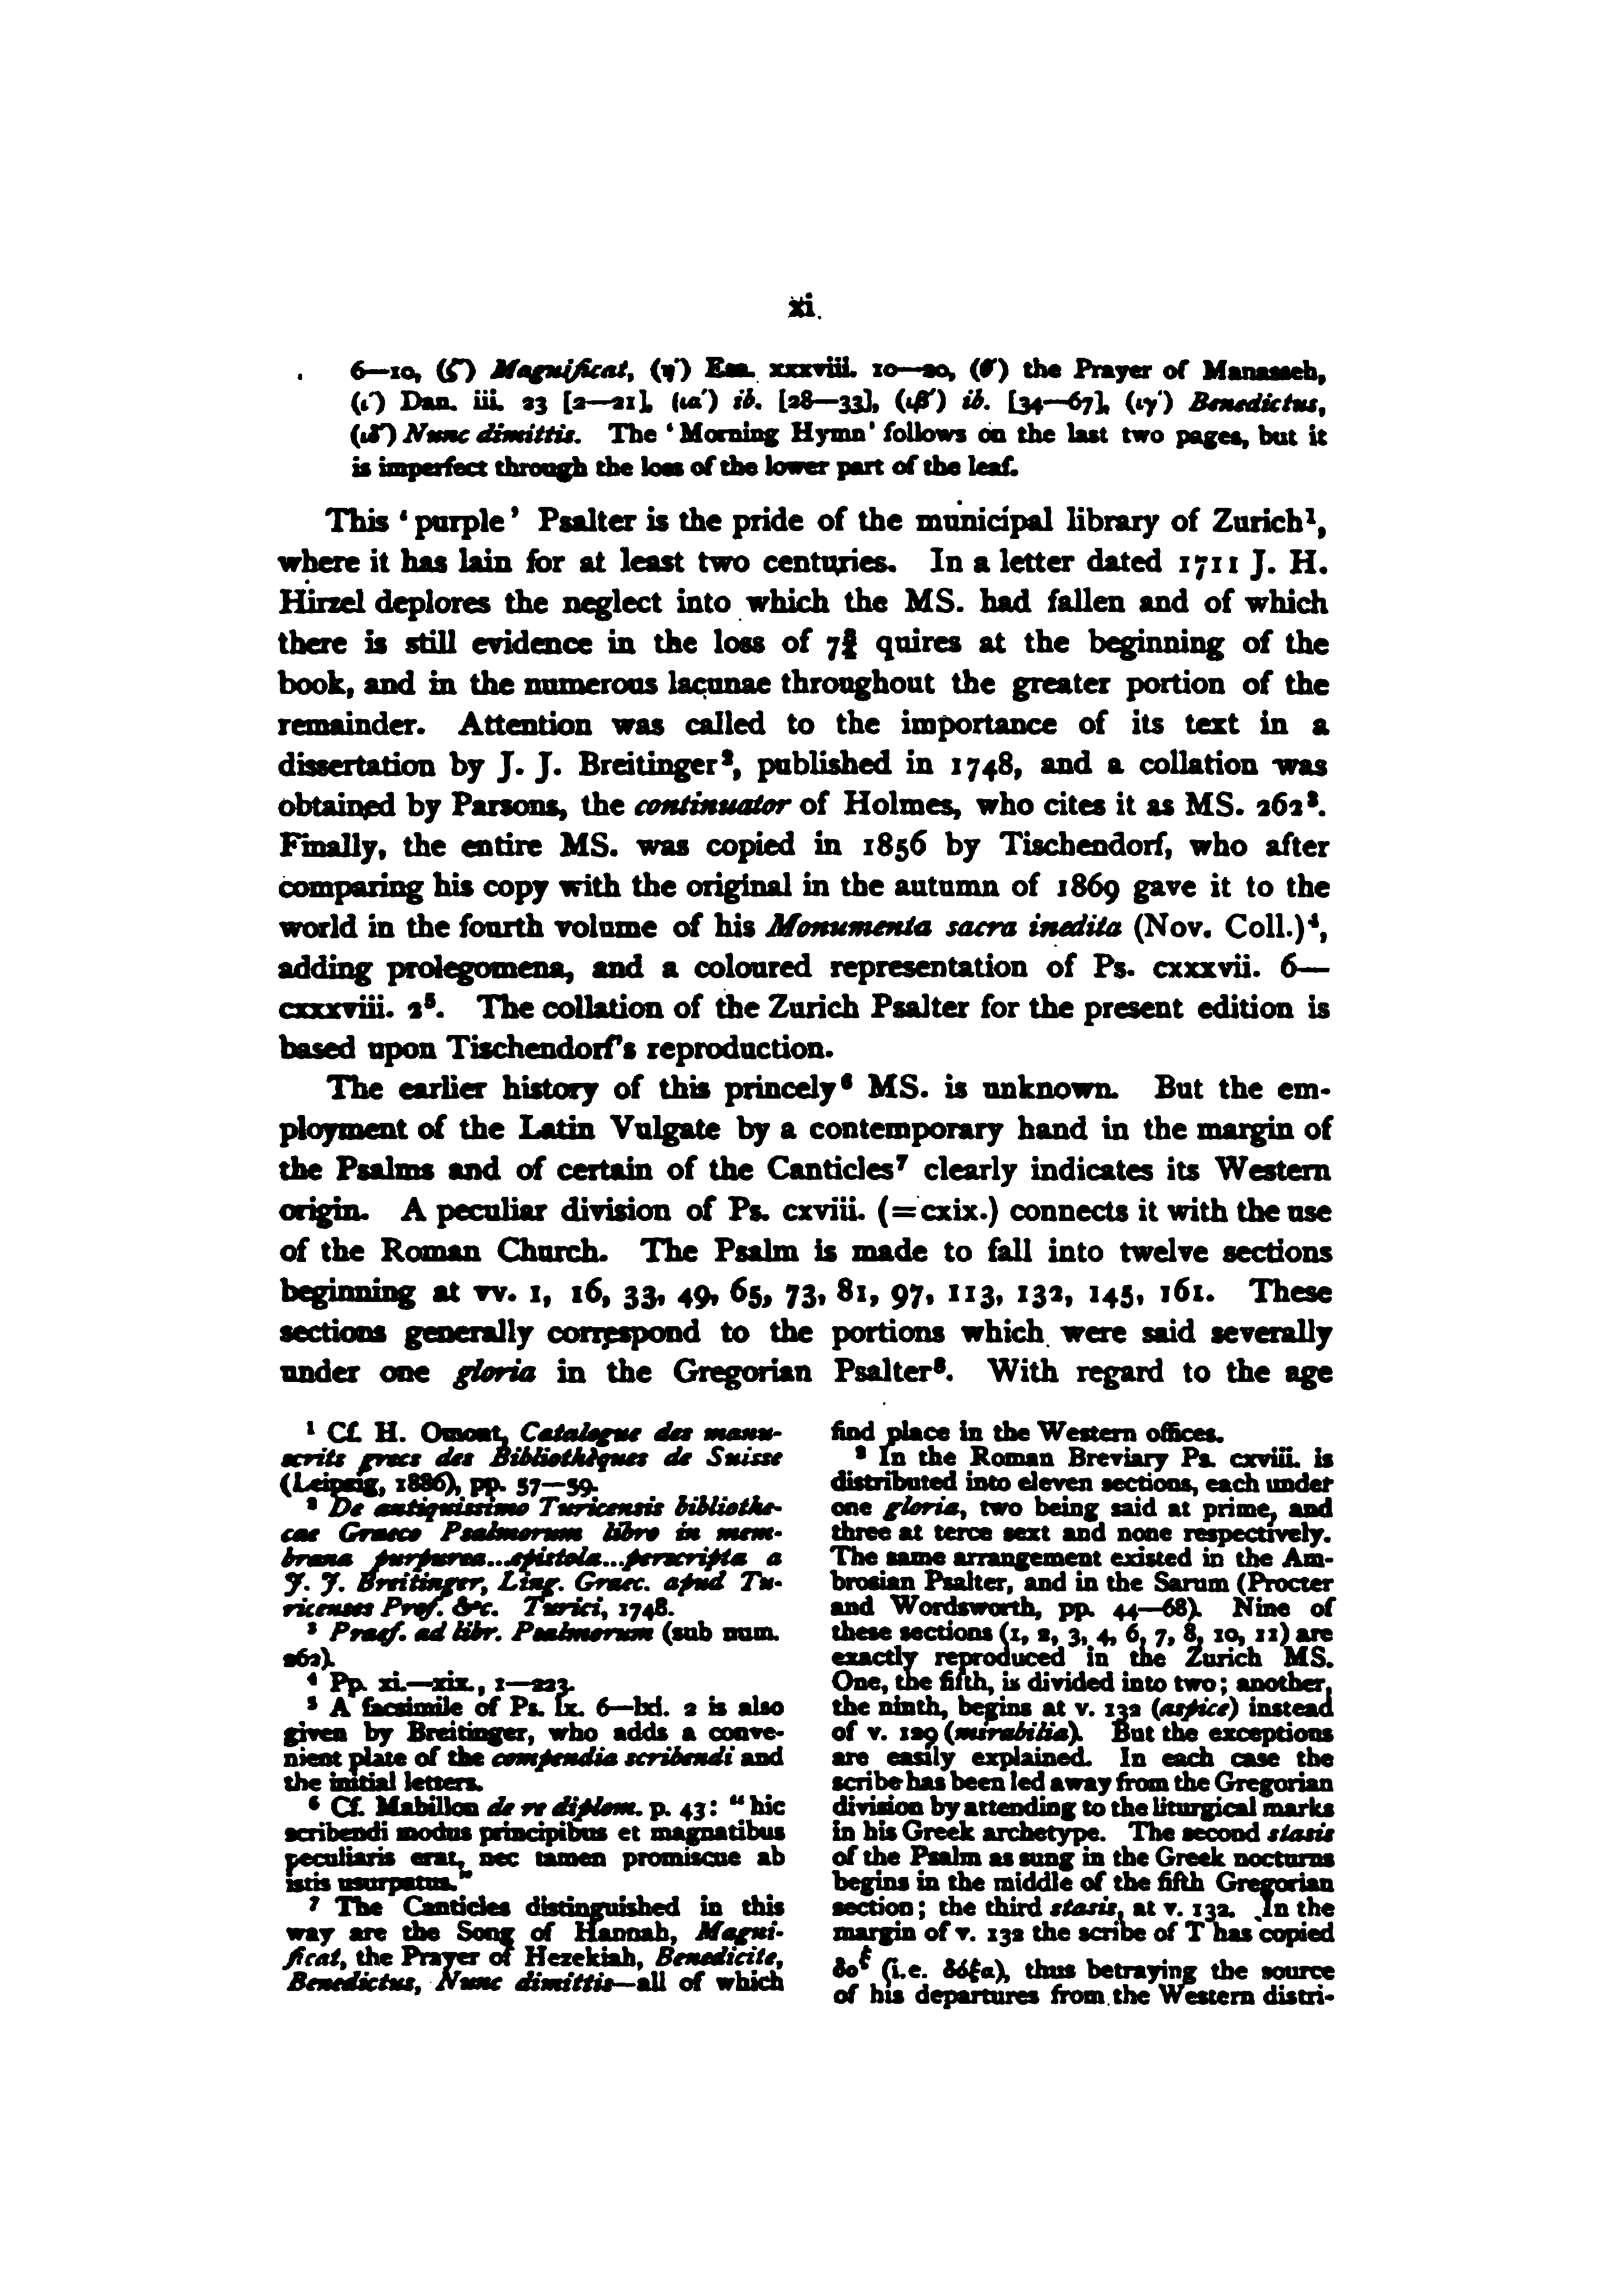 xi
6—10, (ζ') Magnificat, (η') Esa. xxxviii. 10—20, (θ') the Prayer of Manasseh,
(ι') Dan. iii. 23 [2—21], (ια') ib. [28—33], (ιβ') ib. [34—67], (ιγ') Benedictus,
(ιδ') Nunc dimittis. The ‘Morning Hymn’ follows on the last two pages, but it
is imperfect through the loss of the lower part of the leaf.
This ‘purple’ Psalter is the pride of the municipal library of Zurich¹,
where it has lain for at least two centuries. In a letter dated 1711 J. H.
Hirzel deplores the neglect into which the MS. had fallen and of which
there is still evidence in the loss of quires at the beginning of the
book, and in the numerous lacunae throughout the greater portion of the
remainder. Attention was called to the importance of its text in a
dissertation by J. J. Breitinger², published in 1748, and a collation was
obtained by Parsons, the continuator of Holmes, who cites it as MS. 262³.
Finally, the entire MS. was copied in 1856 by Tischendorf, who after
comparing his copy with the original in the autumn of 1869 gave it to the
world in the fourth volume of his Monumenta sacra inedita (Nov. Coll.)⁴,
adding prolegomena, and a coloured representation of Ps. cxxxvii. 6—
cxxxviii. 2⁵. The collation of the Zurich Psalter for the present edition is
based upon Tischendorf's reproduction.
The earlier history of this princely⁶ MS. is unknown. But the em-
ployment of the Latin Vulgate by a contemporary hand in the margin of
the Psalms and of certain of the Canticles⁷ clearly indicates its Western
origin. A peculiar division of Ps. cxviii. (=cxix.) connects it with the use
of the Roman Church. The Psalm is made to fall into twelve sections
beginning at vv. 1, 16, 33, 49, 65, 73, 81, 97, 113, 132, 145, 161. These
sections generally correspond to the portions which were said severally
under one gloria in the Gregorian Psalter⁸. With regard to the age
¹ Cf. H. Omont, Catalogue des manu-
scrits grecs des Bibliothèques de Suisse
(Leipzig, 1886), pp. 57—59.
² De antiquissimo Turicensis bibliothe-
cae Graeco Psalmorum libro in mem-
brana purpurea...epistola...perscripta a
J. J. Breitinger, Ling. Graec. apud Tu-
ricenses Prof. &c. Turici, 1748.
³ Praef. ad libr. Psalmorum (sub num.
262).
⁴ Pp. xi.—xix., 1—223.
⁵ A facsimile of Ps. lx. 6—lxi. 2 is also
given by Breitinger, who adds a conve-
nient plate of the compendia scribendi and
the initial letters.
⁶ Cf. Mabillon de re diplom. p. 43: “hic
scribendi modus principibus et magnatibus
peculiaris erat, nec tamen promiscue ab
istis usurpatus.”
⁷ The Canticles distinguished in this
way are the Song of Hannah, Magni-
ficat, the Prayer of Hezekiah, Benedicite,
Benedictus, Nunc dimittis—all of which
find place in the Western offices.
⁸ In the Roman Breviary Ps. cxviii. is
distributed into eleven sections, each under
one gloria, two being said at prime, and
three at terce sext and none respectively.
The same arrangement existed in the Am-
brosian Psalter, and in the Sarum (Procter
and Wordsworth, pp. 44—68). Nine of
these sections (1, 2, 3, 4, 6, 7, 8, 10, 11) are
exactly reproduced in the Zurich MS.
One, the fifth, is divided into two; another,
the ninth, begins at v. 132 (aspice) instead
of v. 129 (mirabilia). But the exceptions
are easily explained. In each case the
scribe has been led away from the Gregorian
division by attending to the liturgical marks
in his Greek archetype. The second stasis
of the Psalm as sung in the Greek nocturns
begins in the middle of the fifth Gregorian
section; the third stasis, at v. 132. In the
margin of v. 132 the scribe of T has copied
δοξ (i.e. δόξα), thus betraying the source
of his departures from the Western distri-